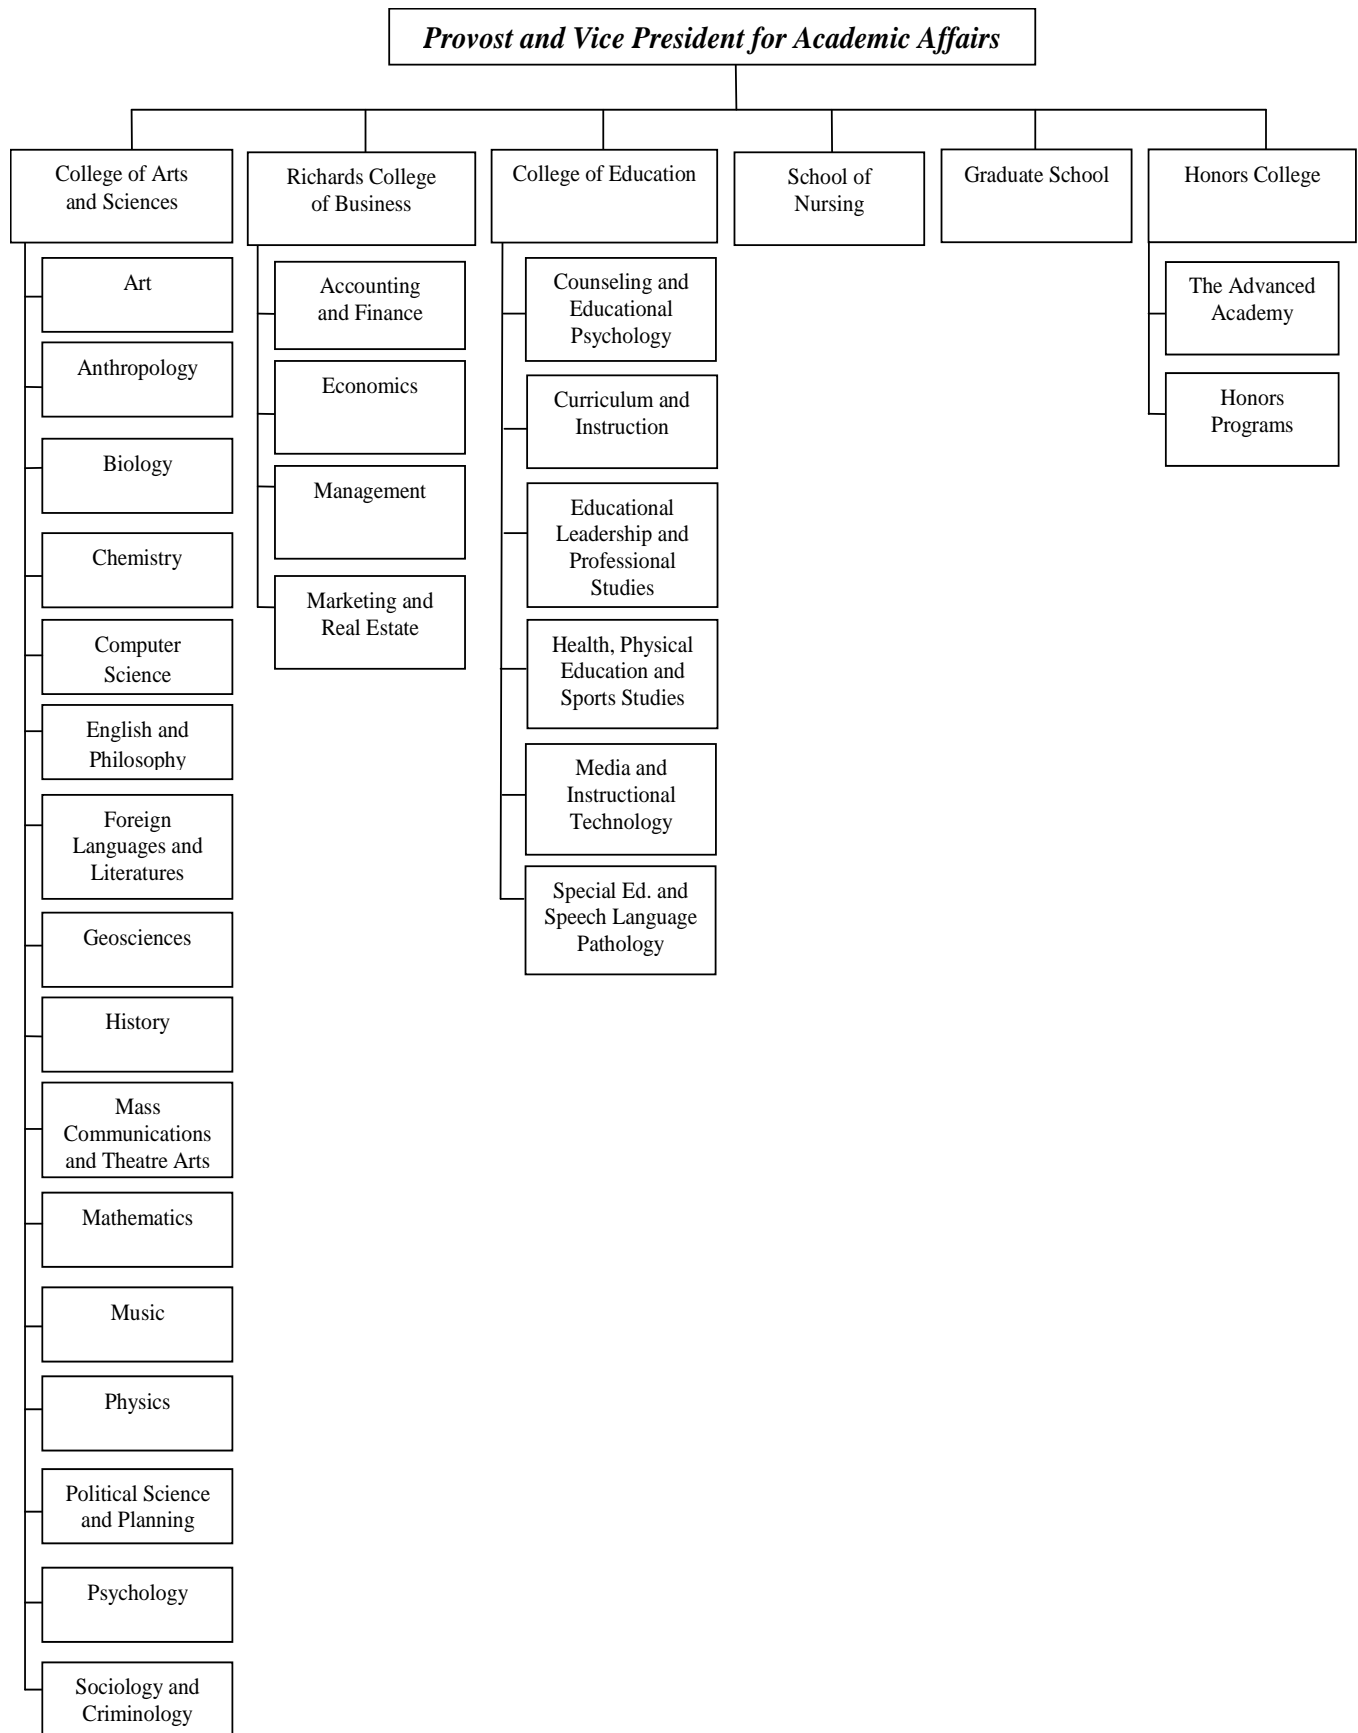 Provost and Vice President for Academic Affairs
College of Arts
and Sciences
Richards College
of Business
College of Education
School of
Nursing
Graduate School
Honors College
Art
Anthropology
Biology
Chemistry
Computer
Science
English and
Philosophy
Foreign
Languages and
Literatures
Geosciences
History
Mass
Communications
and Theatre Arts
Mathematics
Music
Physics
Political Science
and Planning
Psychology
Sociology and
Criminology
Accounting
and Finance
Economics
Management
Marketing and
Real Estate
Counseling and
Educational
Psychology
Curriculum and
Instruction
Educational
Leadership and
Professional
Studies
Health, Physical
Education and
Sports Studies
Media and
Instructional
Technology
Special Ed. and
Speech Language
Pathology
The Advanced
Academy
Honors
Programs